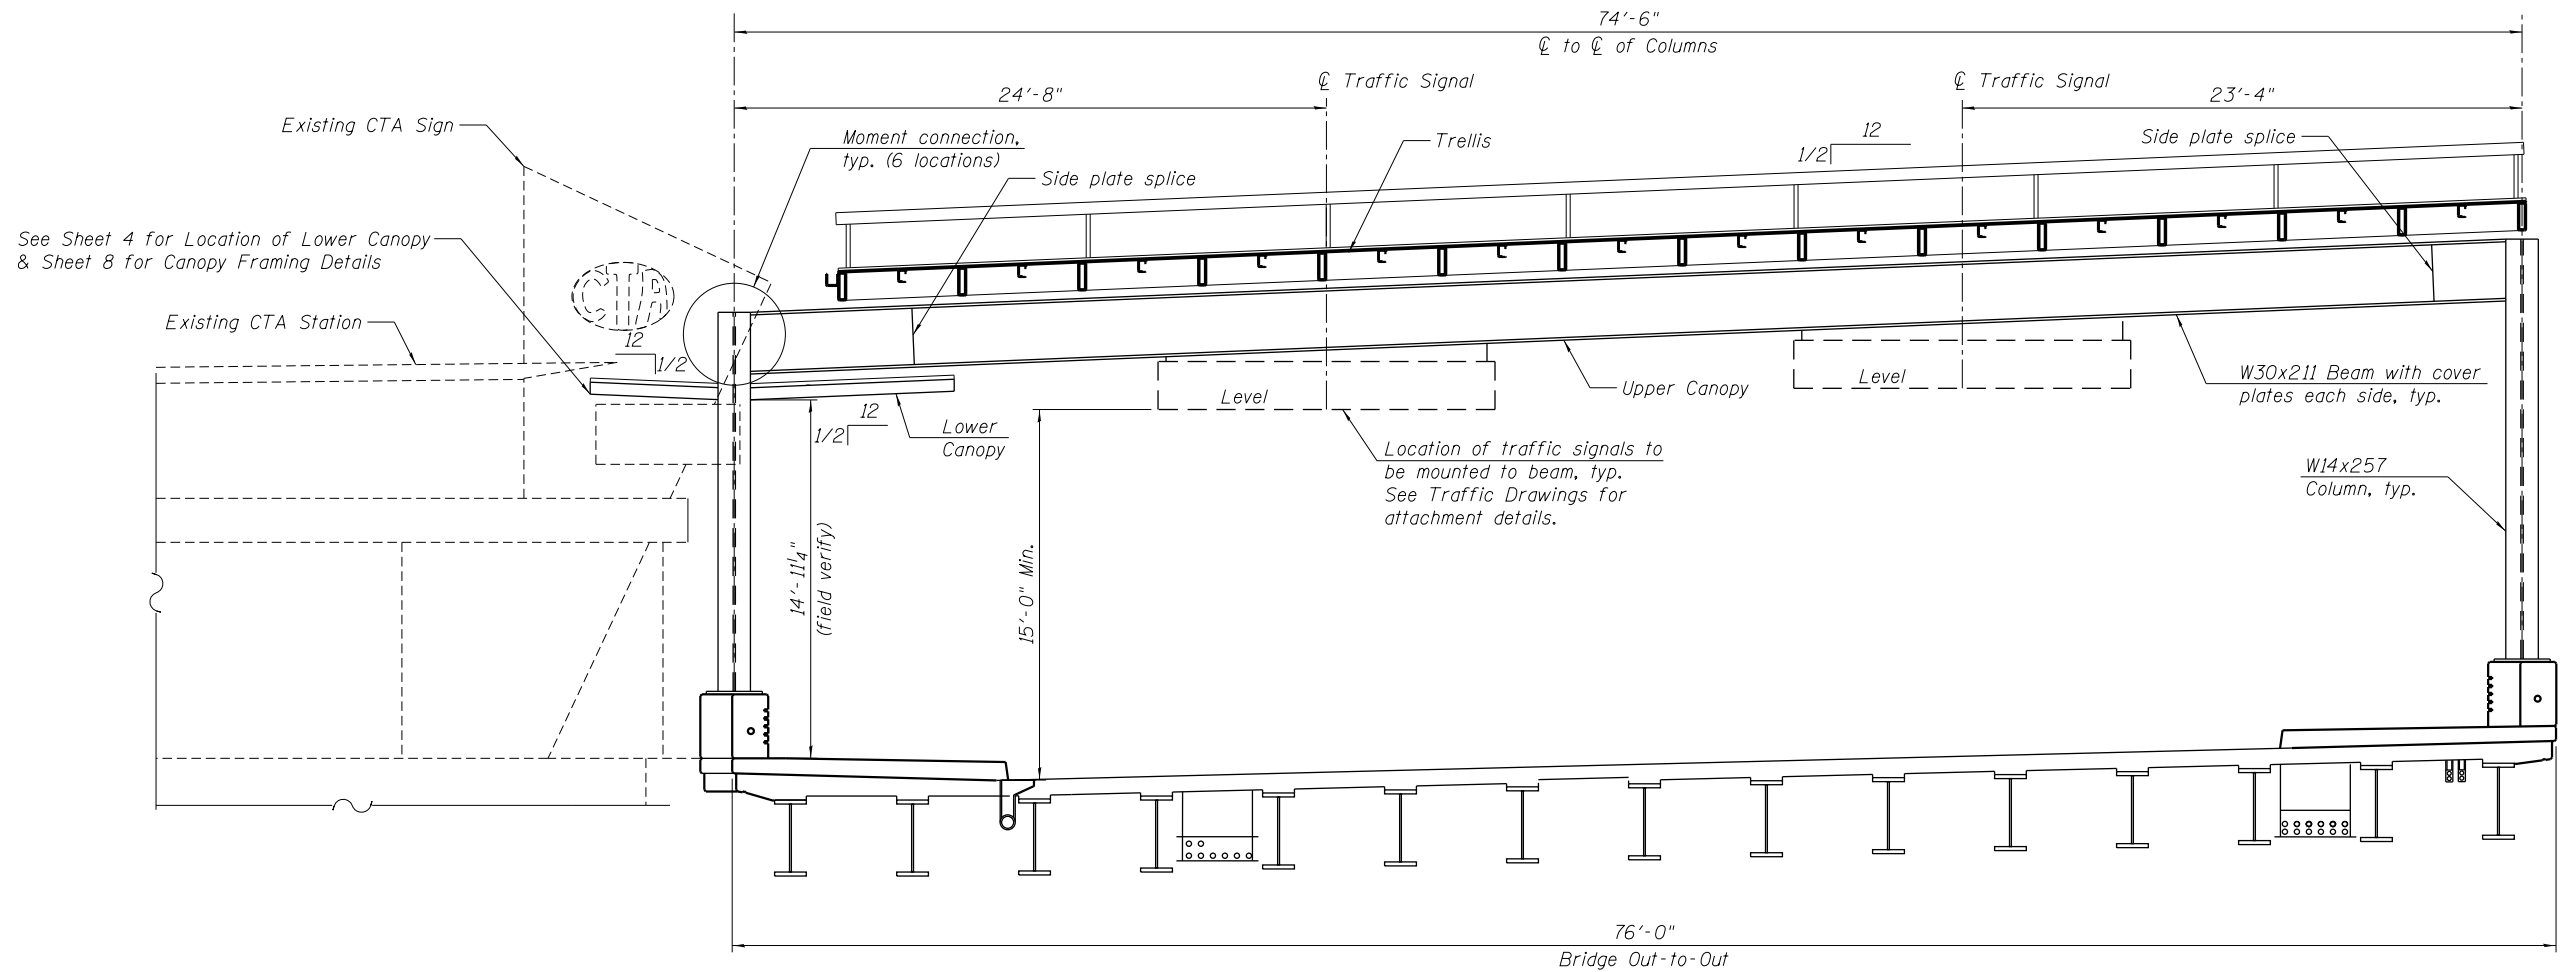 74'-6"
℄ to ℄ of Columns
℄ Traffic Signal
℄ Traffic Signal
24'-8"
23'-4"
Existing CTA Sign
Moment connection,
typ. (6 locations)
12
1/2
Side plate splice
Trellis
Side plate splice
See Sheet 4 for Location of Lower Canopy
& Sheet 8 for Canopy Framing Details
CTA
Existing CTA Station
12
1/2
Level
Level
Upper Canopy
W30x211 Beam with cover
plates each side, typ.
12
1/2
Lower
Canopy
Location of traffic signals to
be mounted to beam, typ.
See Traffic Drawings for
attachment details.
W14x257
Column, typ.
14'-11¼"
(field verify)
15'-0" Min.
76'-0"
Bridge Out-to-Out